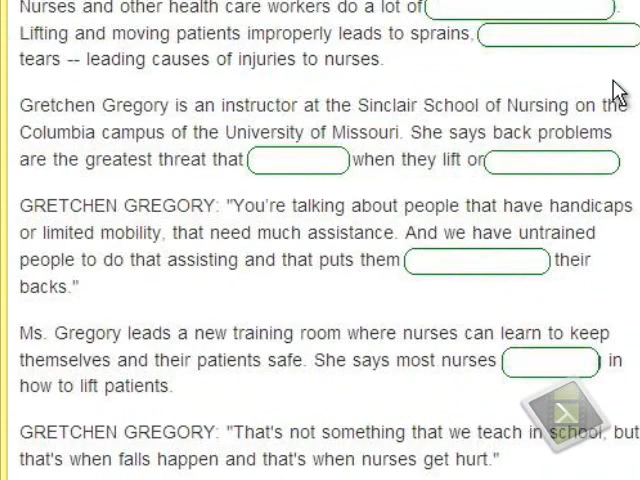 Nurses and other health care workers do a lot of .
Lifting and moving patients improperly leads to sprains,
tears -- leading causes of injuries to nurses.
Gretchen Gregory is an instructor at the Sinclair School of Nursing on the
Columbia campus of the University of Missouri. She says back problems
are the greatest threat that when they lift or
GRETCHEN GREGORY: "You're talking about people that have handicaps
or limited mobility, that need much assistance. And we have untrained
people to do that assisting and that puts them their
backs."
Ms. Gregory leads a new training room where nurses can learn to keep
themselves and their patients safe. She says most nurses in
how to lift patients.
GRETCHEN GREGORY: "That's not something that we teach in school, but
that's when falls happen and that's when nurses get hurt."